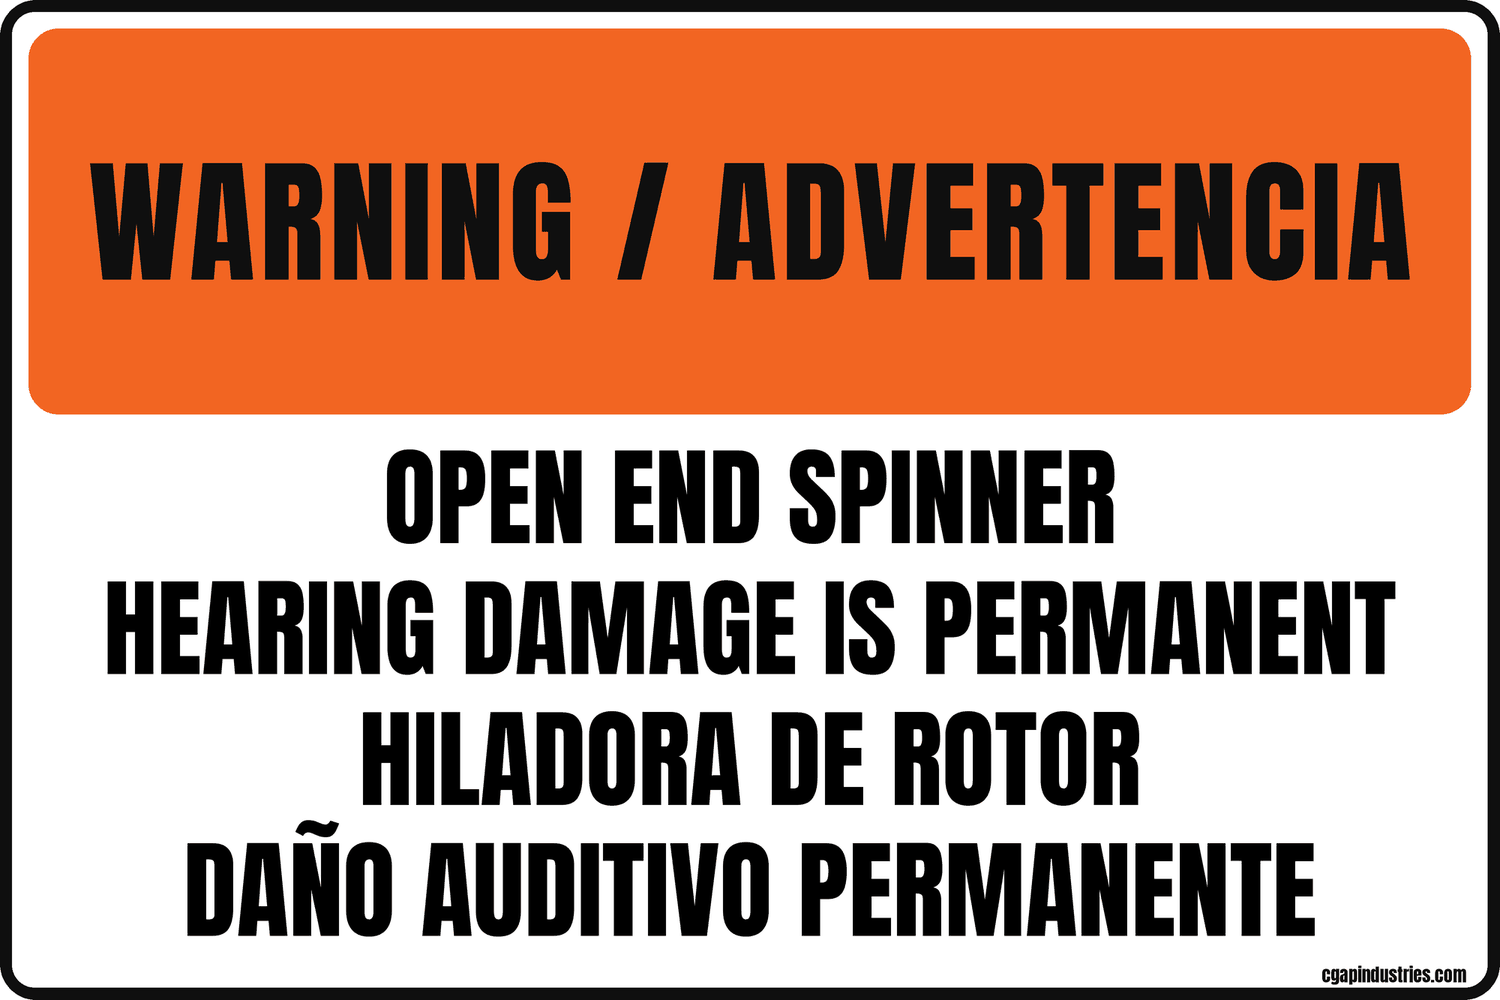 WARNING / ADVERTENCIA
OPEN END SPINNER
HEARING DAMAGE IS PERMANENT
HILADORA DE ROTOR
DAÑO AUDITIVO PERMANENTE
cgapindustries.com